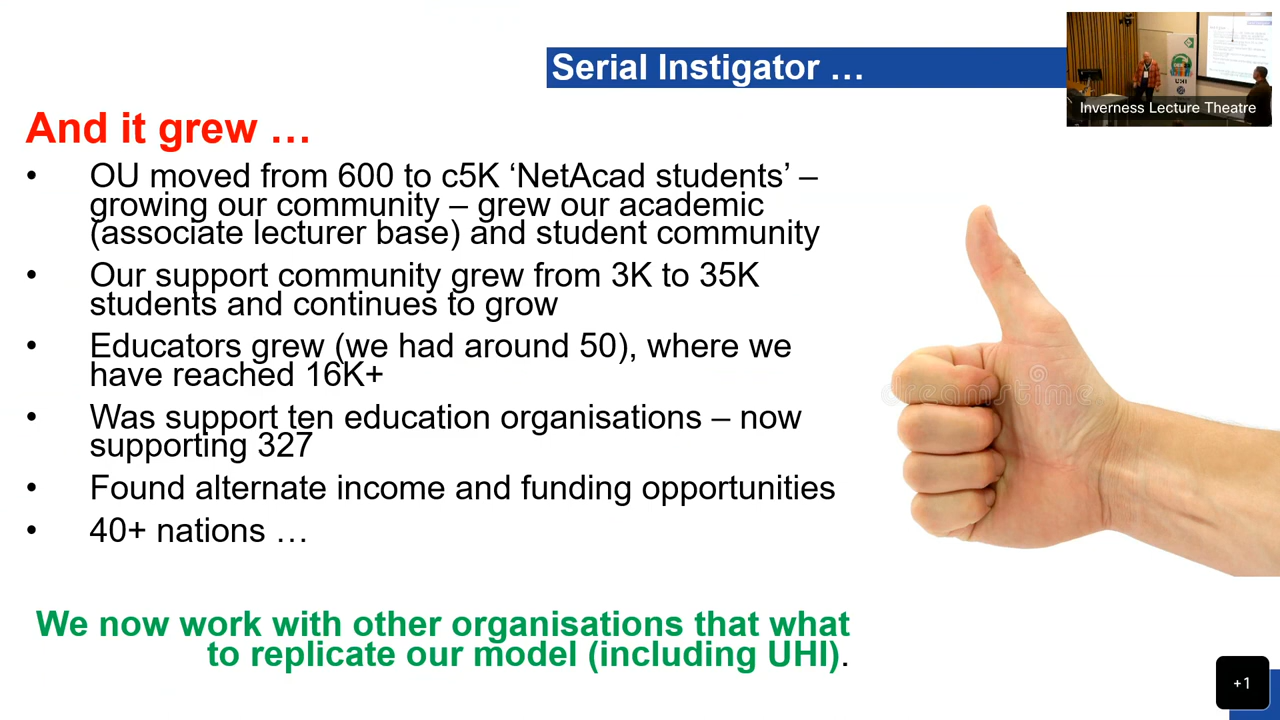 Serial Instigator …
Inverness Lecture Theatre
UHI
And it grew …
• OU moved from 600 to c5K ‘NetAcad students’ –
growing our community – grew our academic
(associate lecturer base) and student community
• Our support community grew from 3K to 35K
students and continues to grow
• Educators grew (we had around 50), where we
have reached 16K+
• Was support ten education organisations – now
supporting 327
• Found alternate income and funding opportunities
• 40+ nations …
dreamstime
We now work with other organisations that what
to replicate our model (including UHI).
+1